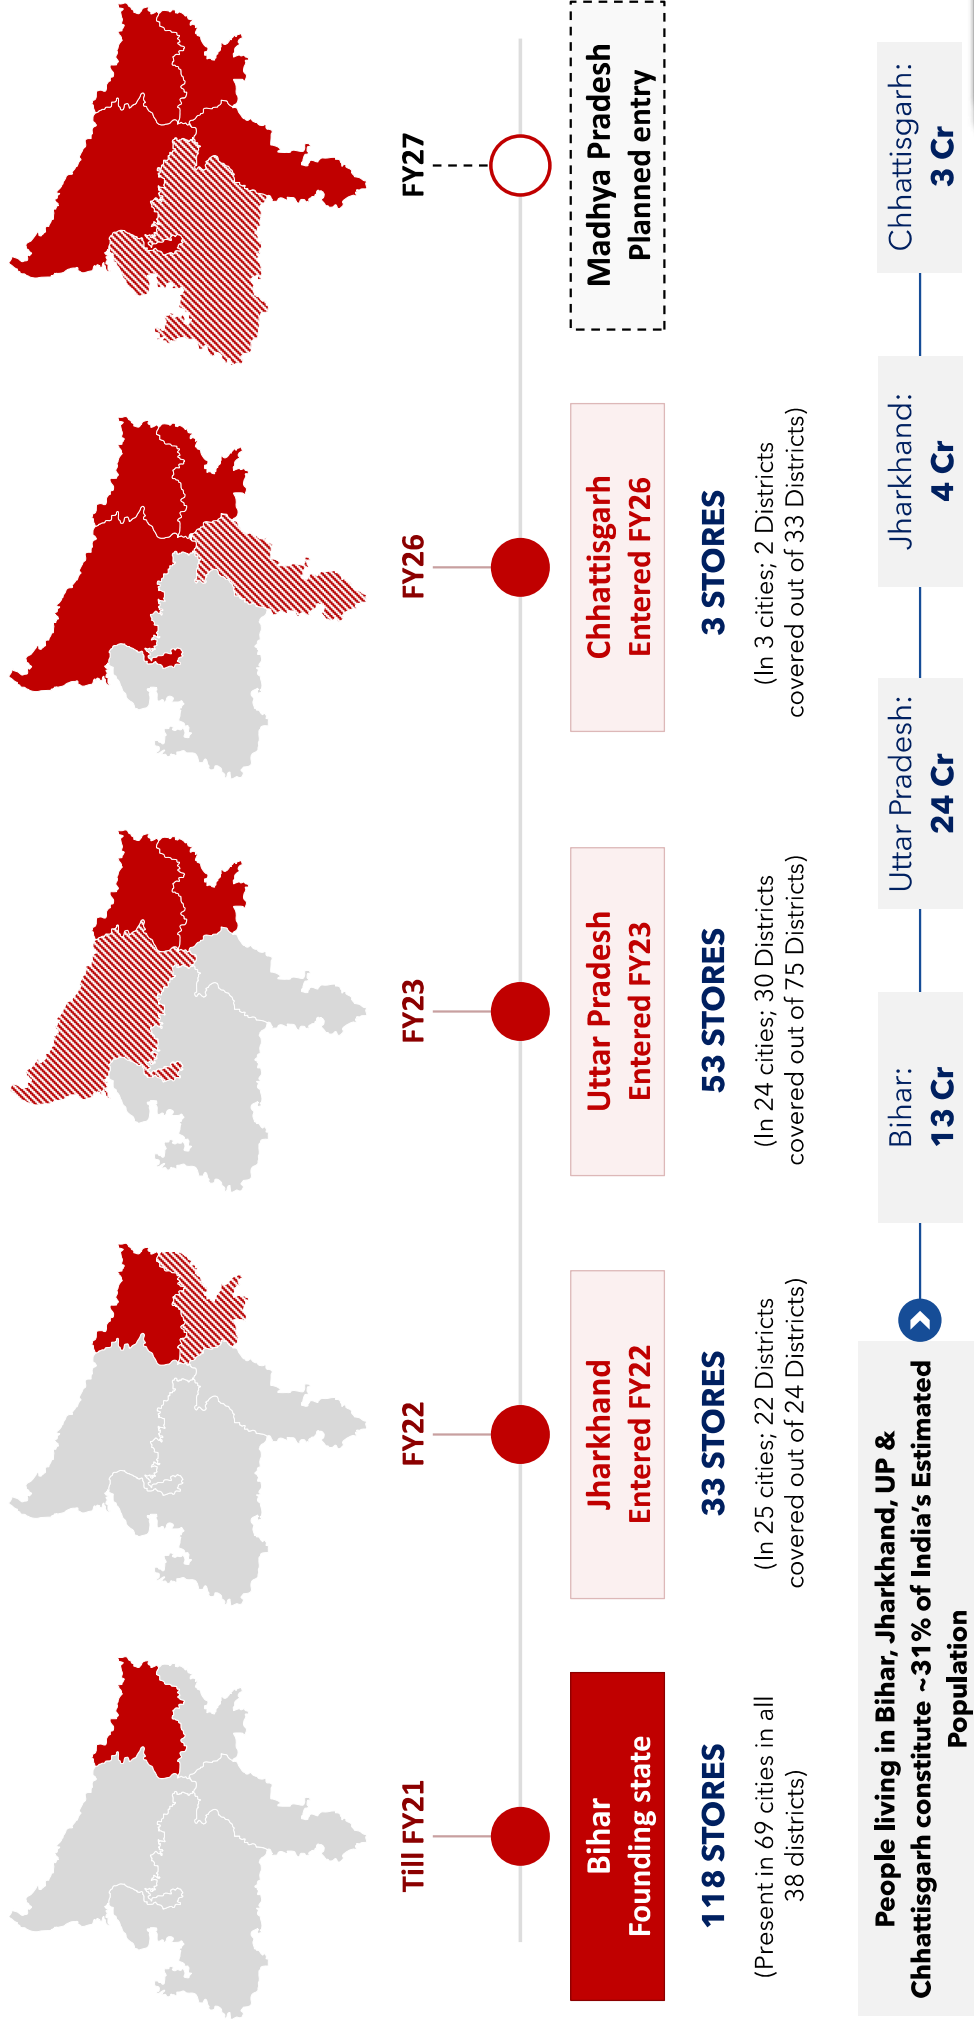 Till FY21
Bihar
Founding state
118 STORES
(Present in 69 cities in all
38 districts)
FY22
Jharkhand
Entered FY22
33 STORES
(In 25 cities; 22 Districts
covered out of 24 Districts)
FY23
Uttar Pradesh
Entered FY23
53 STORES
(In 24 cities; 30 Districts
covered out of 75 Districts)
FY26
Chhattisgarh
Entered FY26
3 STORES
(In 3 cities; 2 Districts
covered out of 33 Districts)
FY27
Madhya Pradesh
Planned entry
People living in Bihar, Jharkhand, UP &
Chhattisgarh constitute ~31% of India's Estimated
Population
Bihar:
13 Cr
Uttar Pradesh:
24 Cr
Jharkhand:
4 Cr
Chhattisgarh:
3 Cr